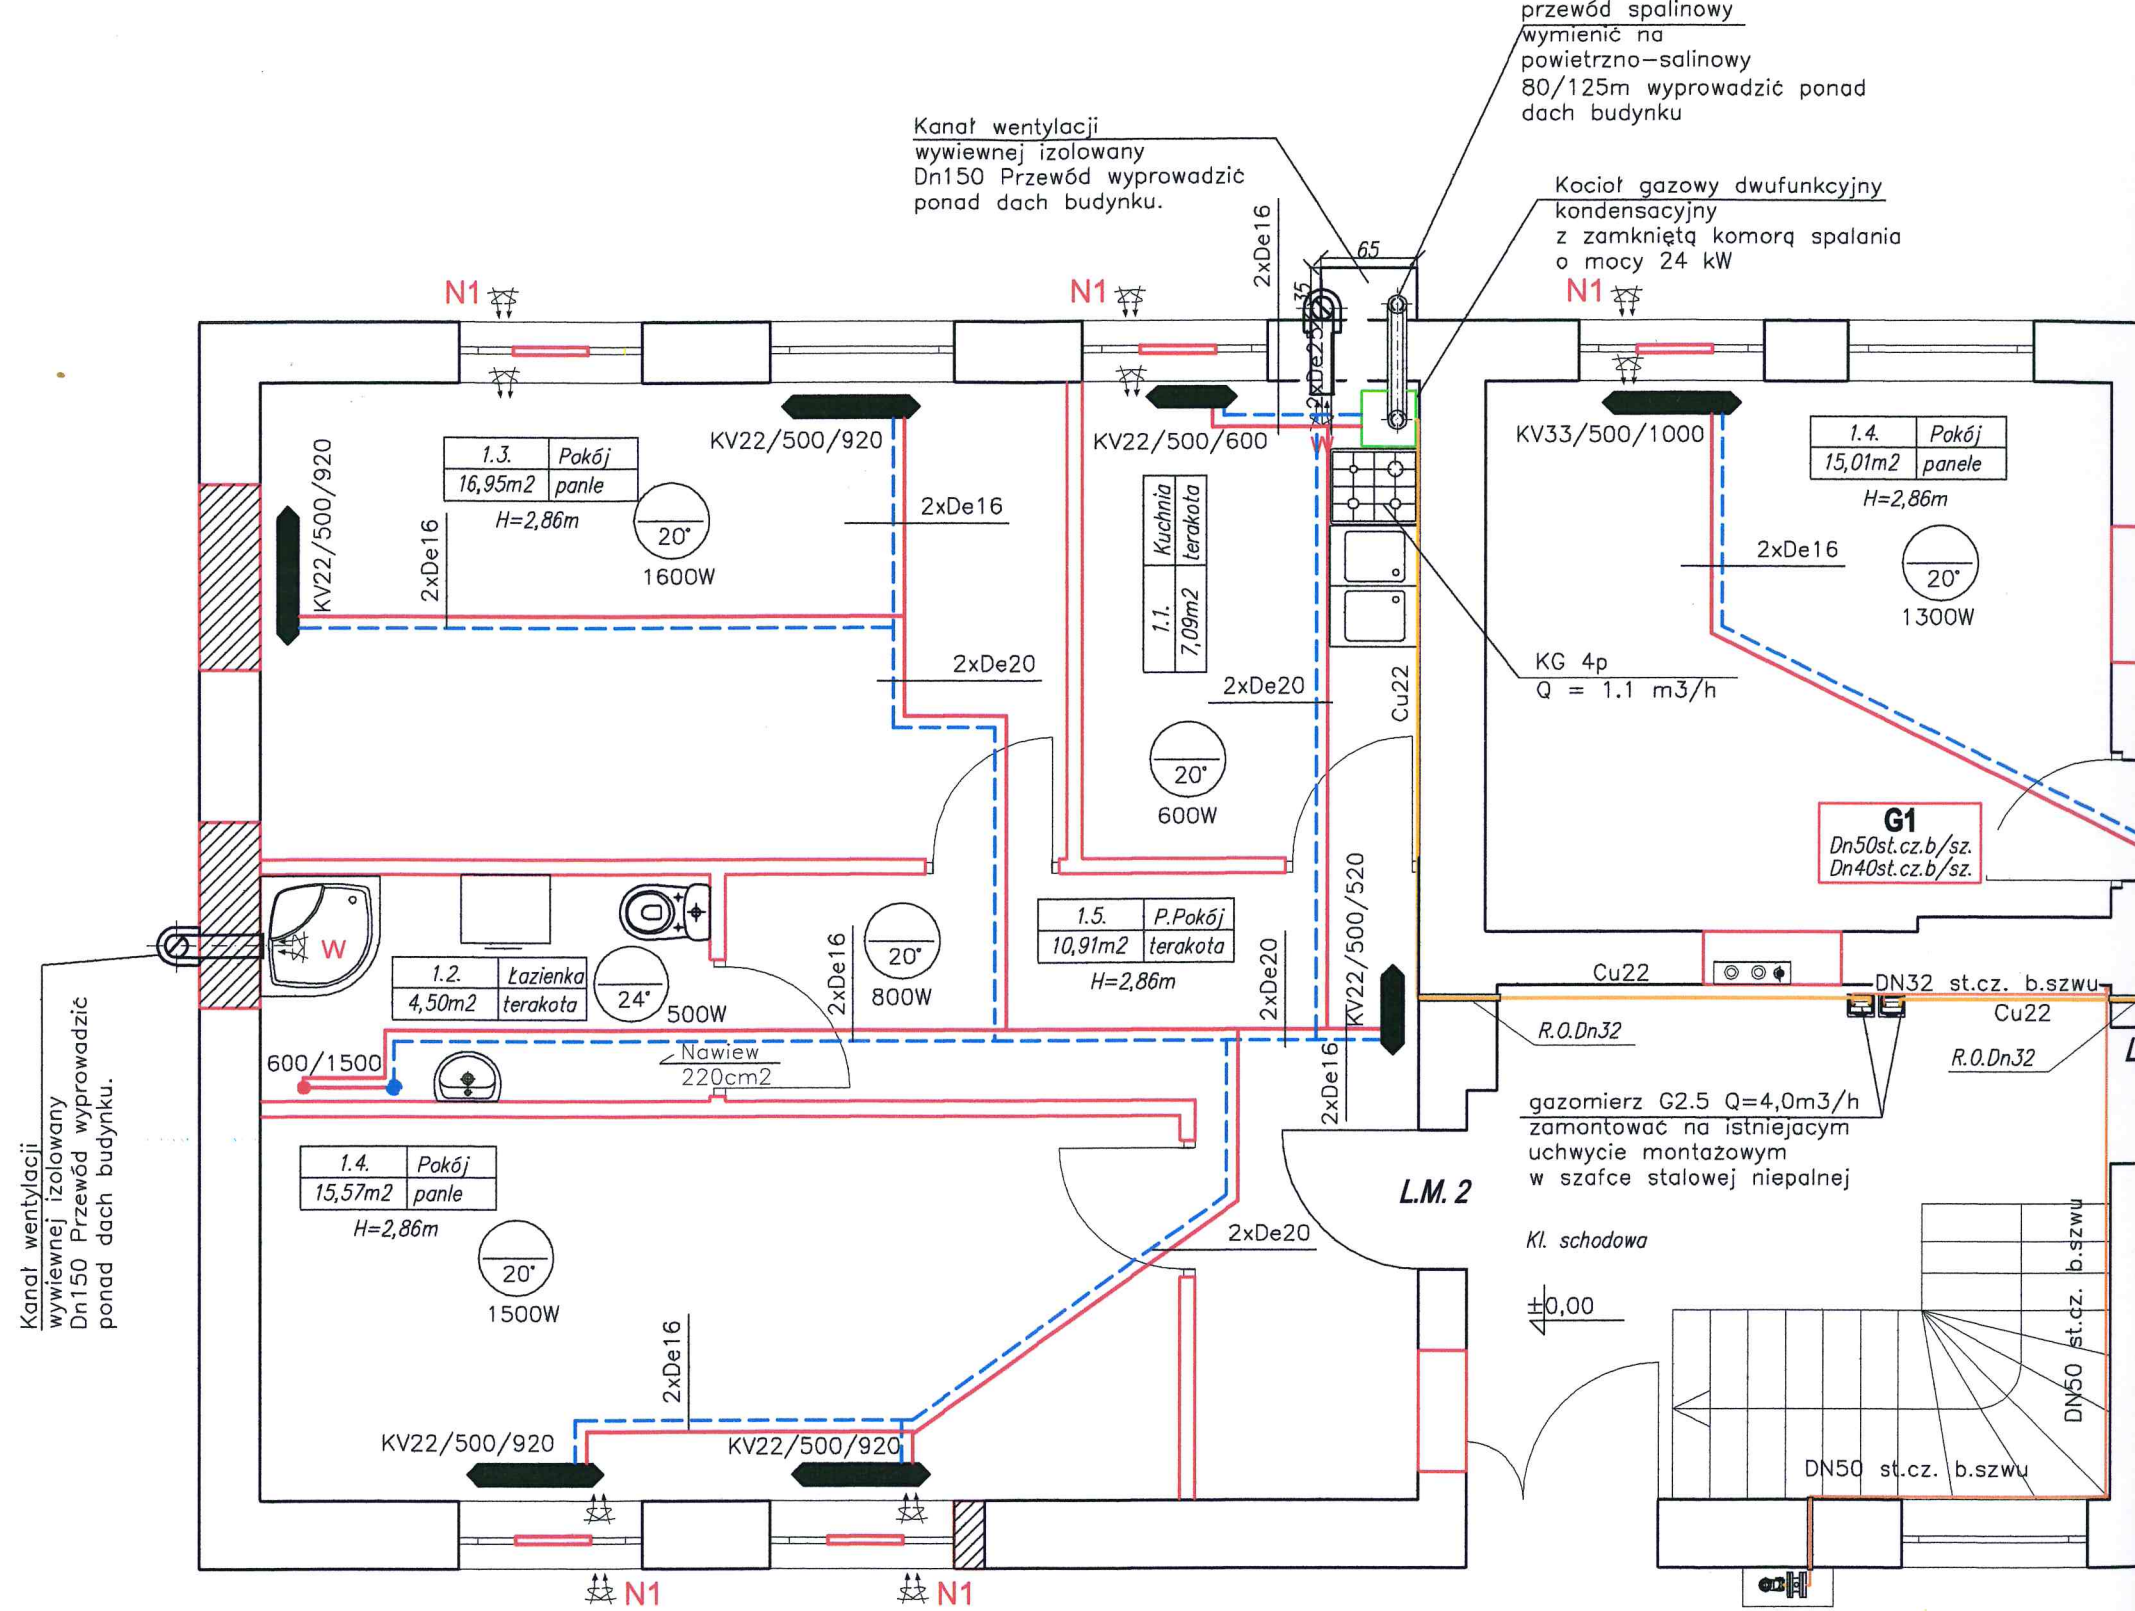 przewód spalinowy
wymienić na
powietrzno-salinowy
80/125m wyprowadzić ponad
dach budynku
Kanał wentylacji
wywiewnej izolowany
Dn150 Przewód wyprowadzić
ponad dach budynku.
Kocioł gazowy dwufunkcyjny
kondensacyjny
z zamkniętą komorą spalania
o mocy 24 kW
2xDe16
65
35
N1
N1
N1
2xDe25
KV22/500/920
KV22/500/920
KV22/500/600
KV33/500/1000
1.3. Pokój
16,95m2 panle
H=2,86m
20°
1600W
2xDe16
2xDe16
2xDe20
1.1. Kuchnia
7,09m2 terakota
2xDe20
20°
600W
Cu22
KG 4p
Q = 1.1 m3/h
1.4. Pokój
15,01m2 panele
H=2,86m
2xDe16
20°
1300W
G1
Dn50st.cz.b/sz.
Dn40st.cz.b/sz.
W
1.2. Łazienka
4,50m2 terakota
24°
500W
2xDe16
20°
800W
1.5. P.Pokój
10,91m2 terakota
H=2,86m
2xDe20
KV22/500/520
2xDe16
600/1500
Nawiew
220cm2
Cu22
DN32 st.cz. b.szwu
Cu22
R.O.Dn32
R.O.Dn32
L
gazomierz G2.5 Q=4,0m3/h
zamontować na istniejacym
uchwycie montażowym
w szafce stalowej niepalnej
Kanał wentylacji
wywiewnej izolowany
Dn150 Przewód wyprowadzić
ponad dach budynku.
1.4. Pokój
15,57m2 panle
H=2,86m
20°
1500W
2xDe20
L.M. 2
Kl. schodowa
±0,00
2xDe16
KV22/500/920
KV22/500/920
DN50 st.cz. b.szwu
DN50 st.cz. b.szwu
N1
N1